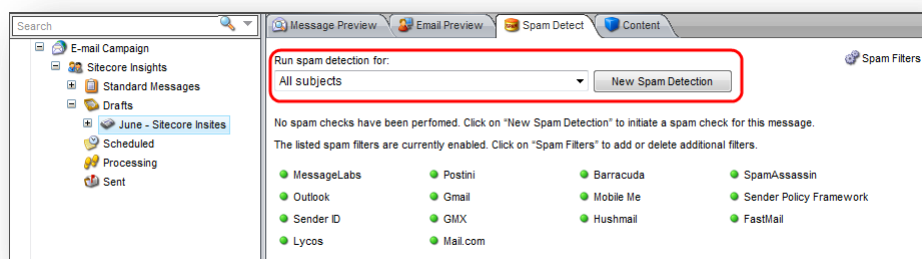 Search
E-mail Campaign
Sitecore Insights
Standard Messages
Drafts
June - Sitecore Insites
Scheduled
Processing
Sent
Message Preview Email Preview Spam Detect Content
Run spam detection for:
Spam Filters
All subjects New Spam Detection
No spam checks have been perfomed. Click on "New Spam Detection" to initiate a spam check for this message.
The listed spam filters are currently enabled. Click on "Spam Filters" to add or delete additional filters.
MessageLabs Postini Barracuda SpamAssassin
Outlook Gmail Mobile Me Sender Policy Framework
Sender ID GMX Hushmail FastMail
Lycos Mail.com